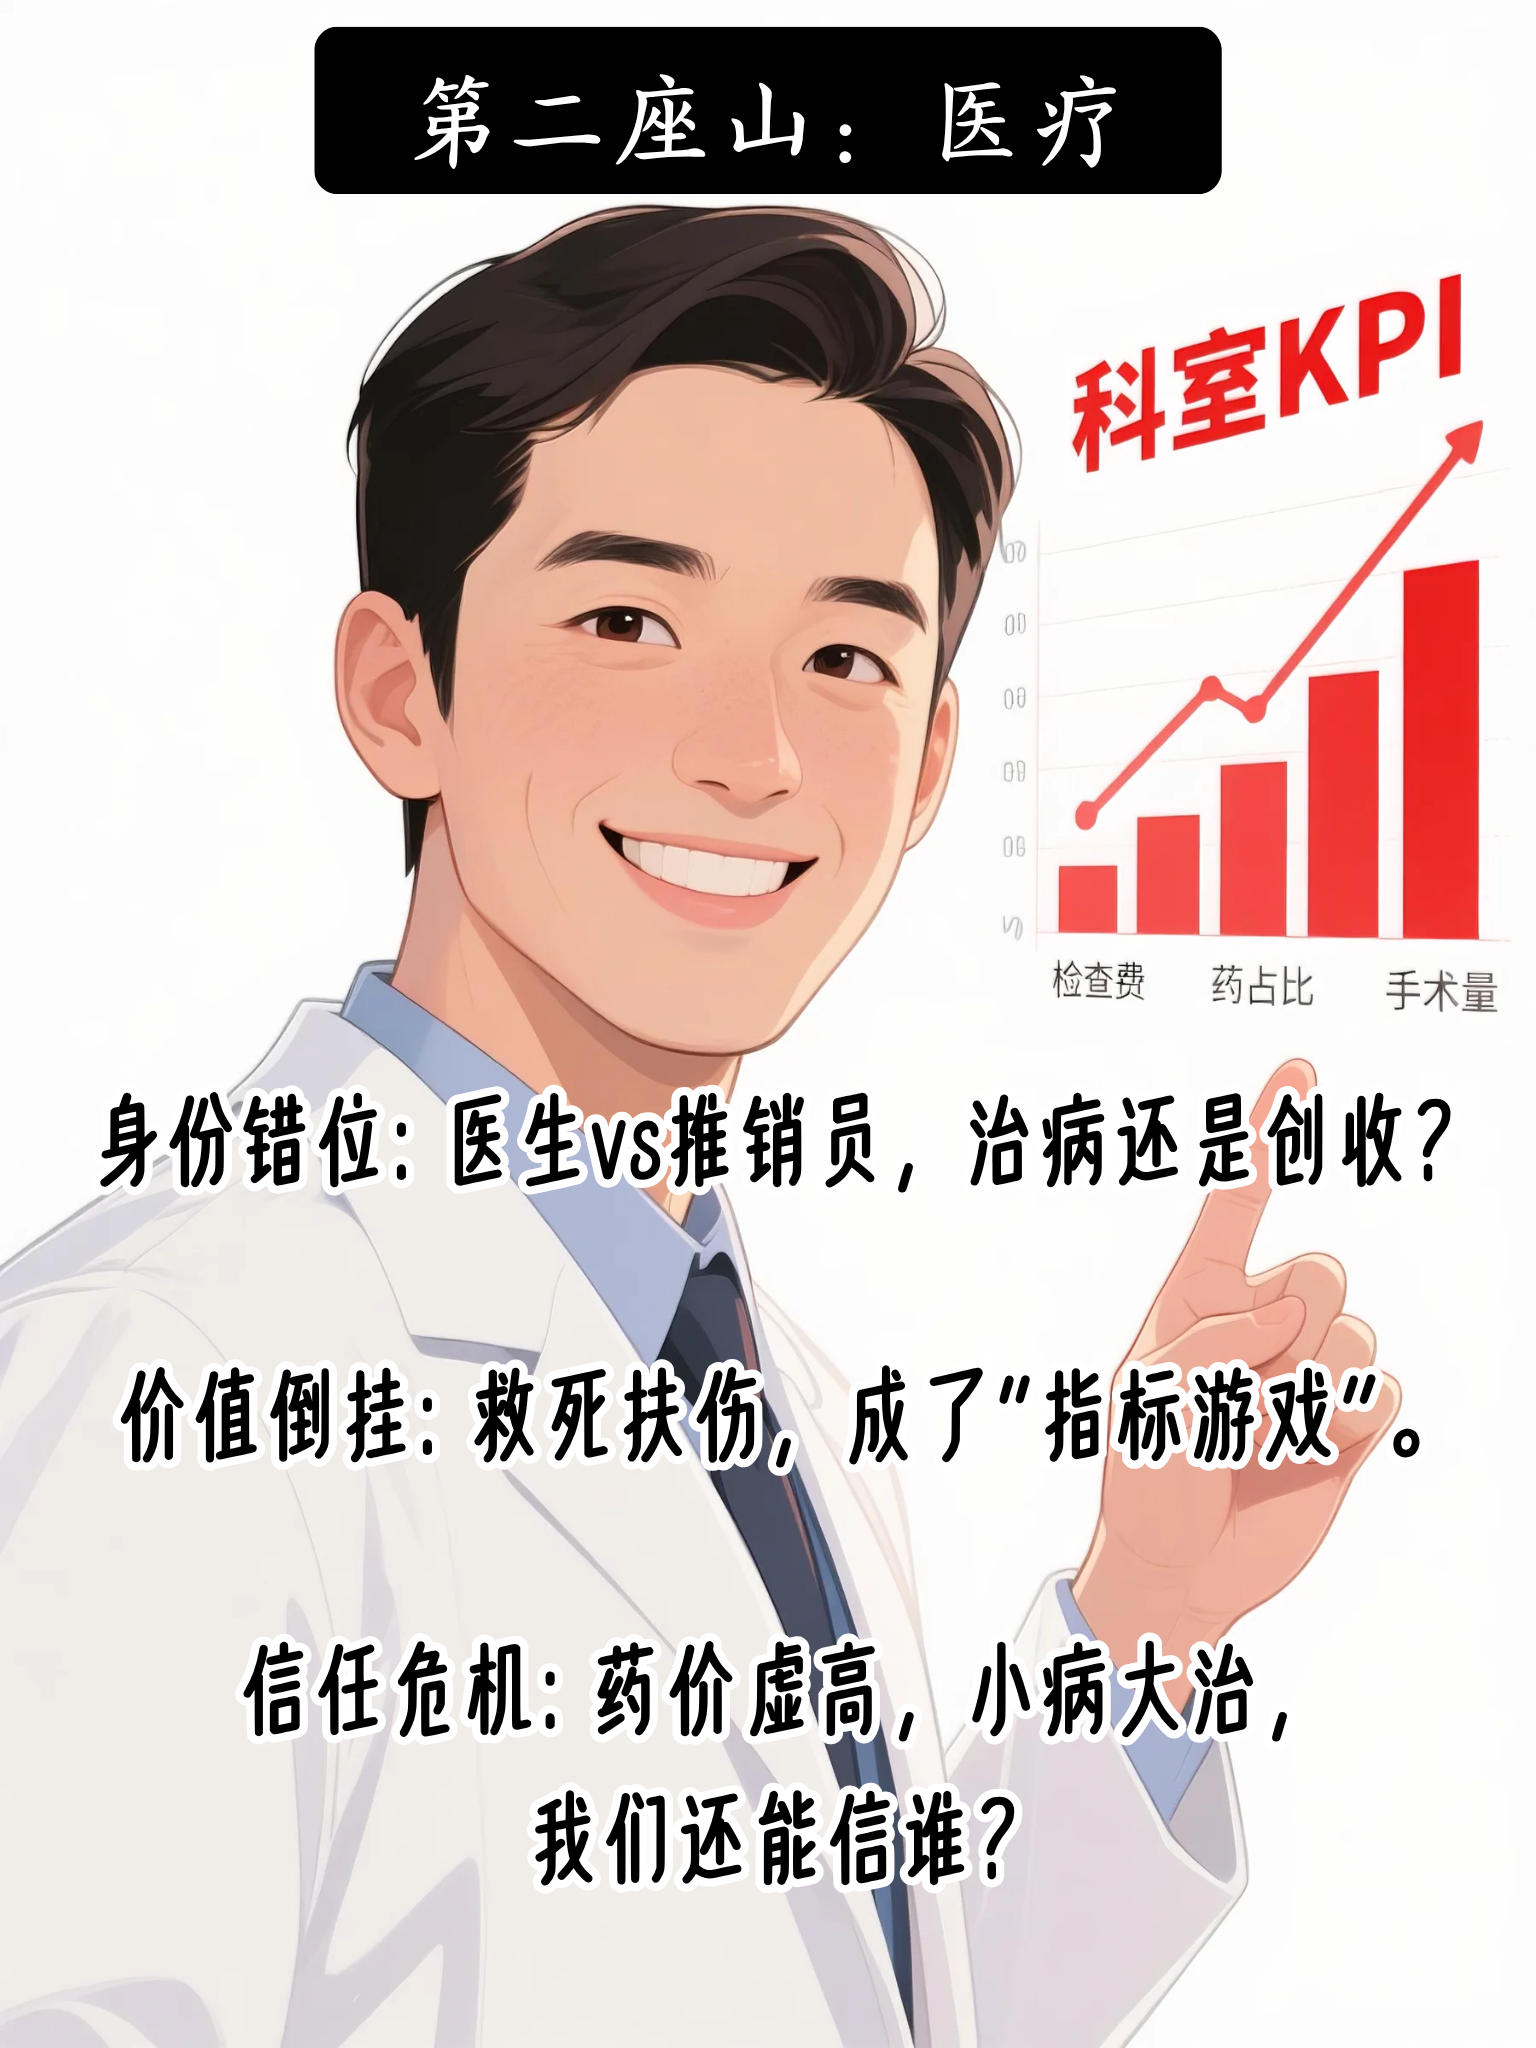 第二座山：医疗
科室KPI
检查费 药占比 手术量
身份错位：医生vs推销员，治病还是创收？
价值倒挂：救死扶伤，成了"指标游戏"。
信任危机：药价虚高，小病大治，
我们还能信谁？